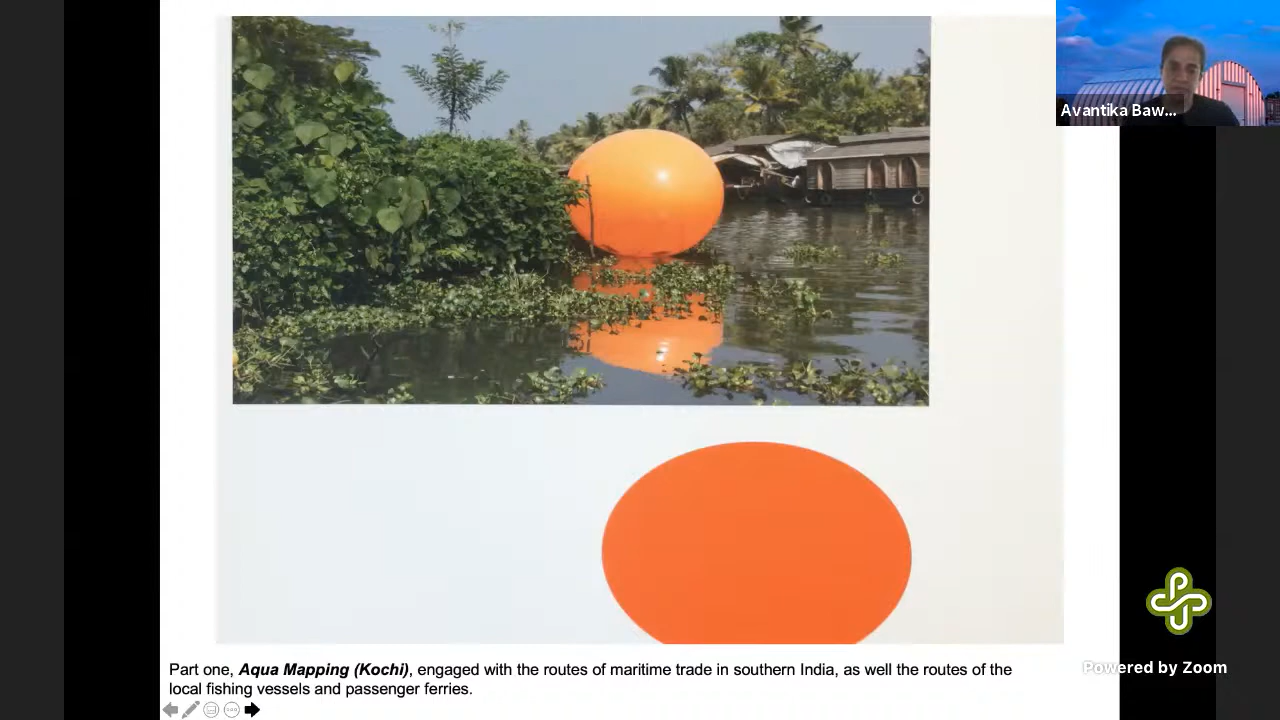 Avantika Baw...
Part one, Aqua Mapping (Kochi), engaged with the routes of maritime trade in southern India, as well the routes of the
local fishing vessels and passenger ferries.
PSU
Powered by Zoom